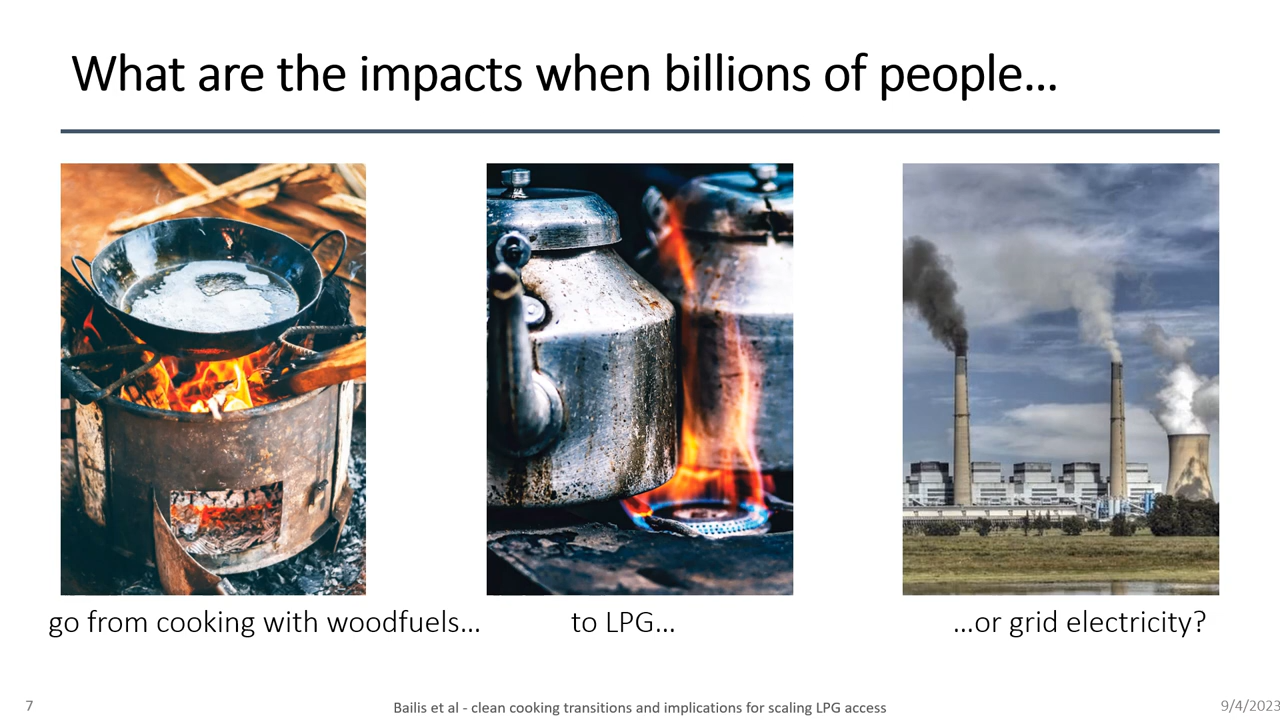 What are the impacts when billions of people...
go from cooking with woodfuels...
to LPG...
...or grid electricity?
7
Bailis et al - clean cooking transitions and implications for scaling LPG access
9/4/2023